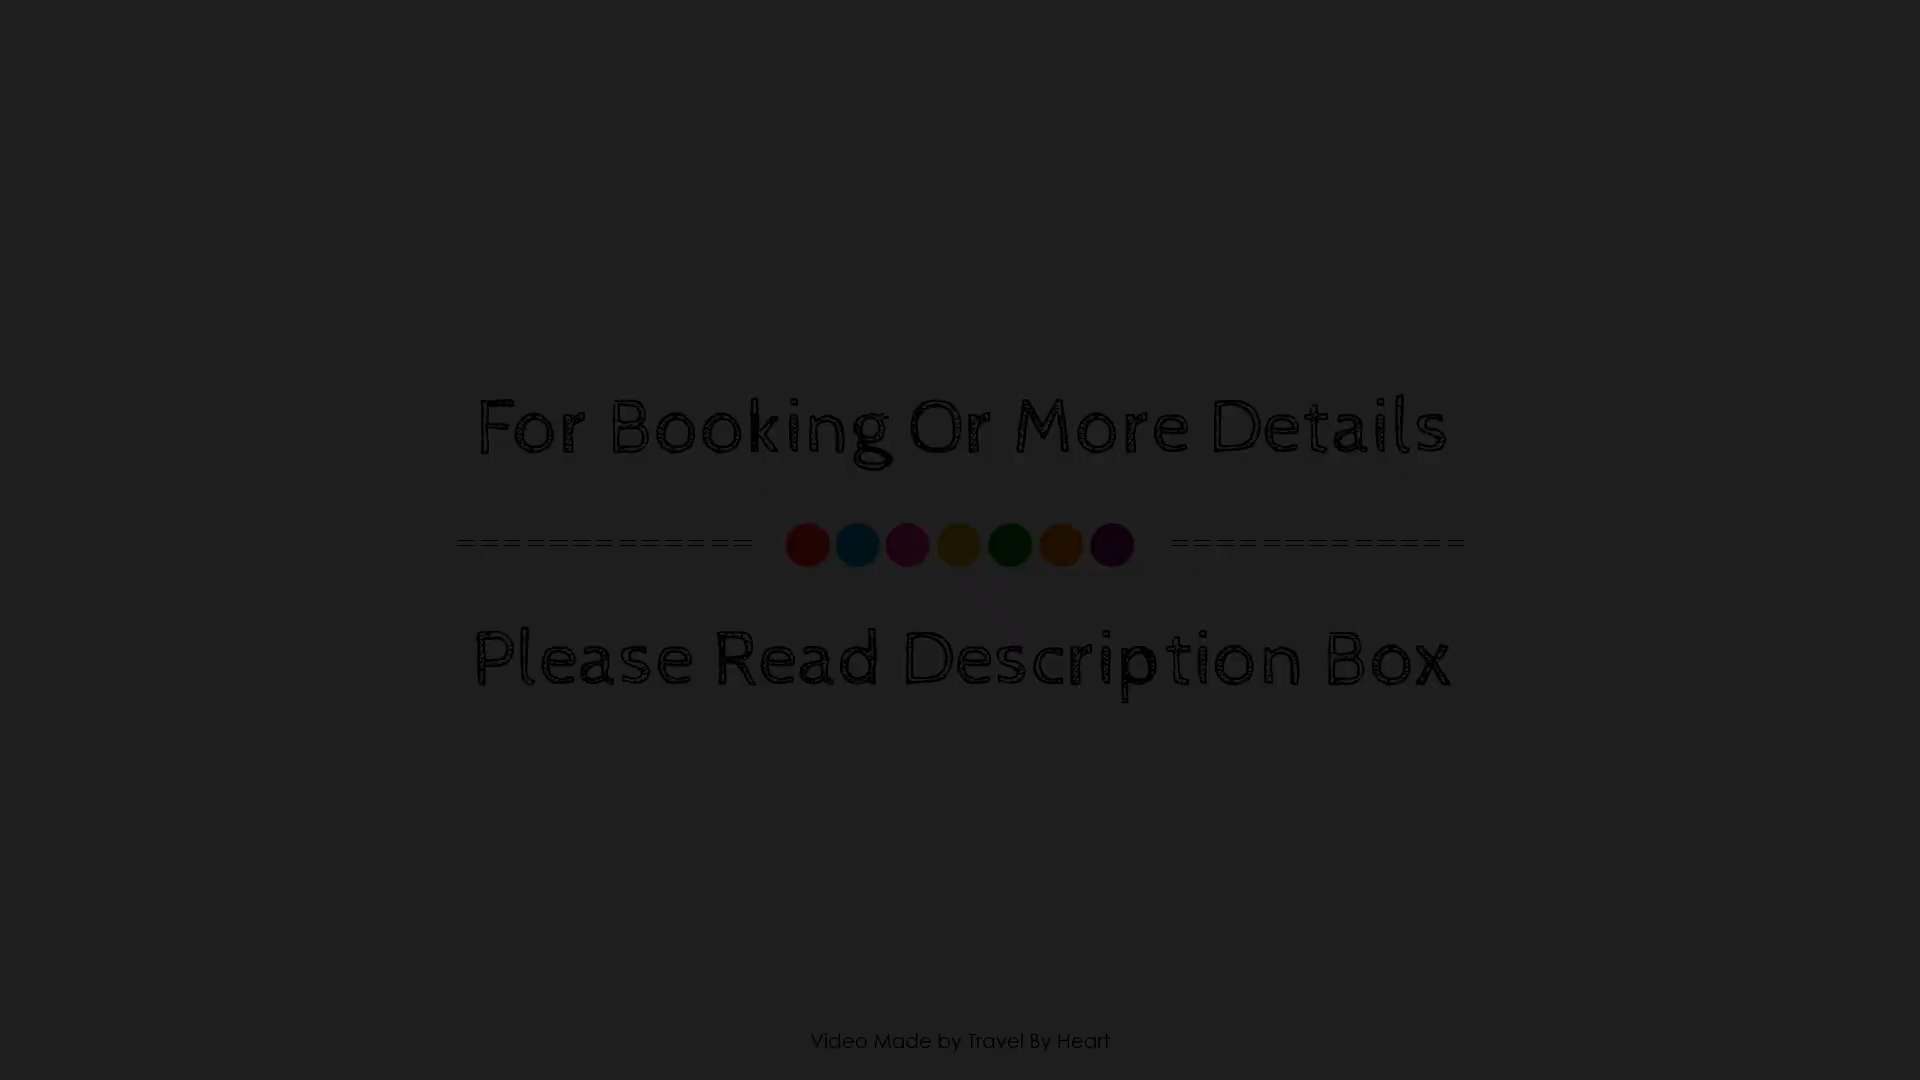 For Booking Or More Details
============= =============
Please Read Description Box
Video Made by Travel By Heart